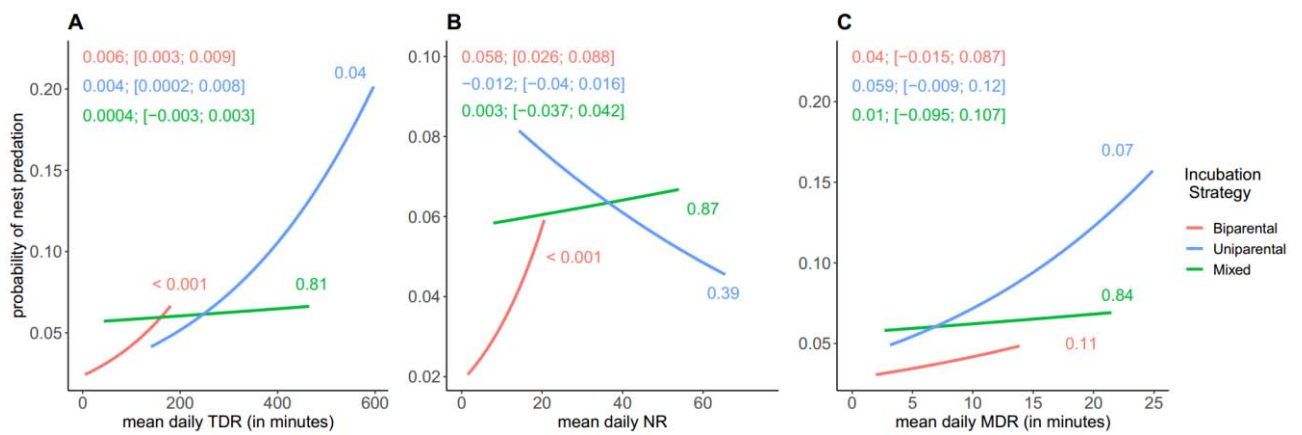 A
0.006; [0.003; 0.009]
0.004; [0.0002; 0.008]
0.0004; [−0.003; 0.003]
0.04
< 0.001
0.81
probability of nest predation
0.20
0.15
0.10
0.05
0
200
400
600
mean daily TDR (in minutes)
B
0.058; [0.026; 0.088]
−0.012; [−0.04; 0.016]
0.003; [−0.037; 0.042]
0.87
< 0.001
0.39
0.10
0.08
0.06
0.04
0.02
0
20
40
60
mean daily NR
C
0.04; [−0.015; 0.087]
0.059; [−0.009; 0.12]
0.01; [−0.095; 0.107]
0.07
0.84
0.11
0.20
0.15
0.10
0.05
0
5
10
15
20
25
mean daily MDR (in minutes)
Incubation
Strategy
Biparental
Uniparental
Mixed